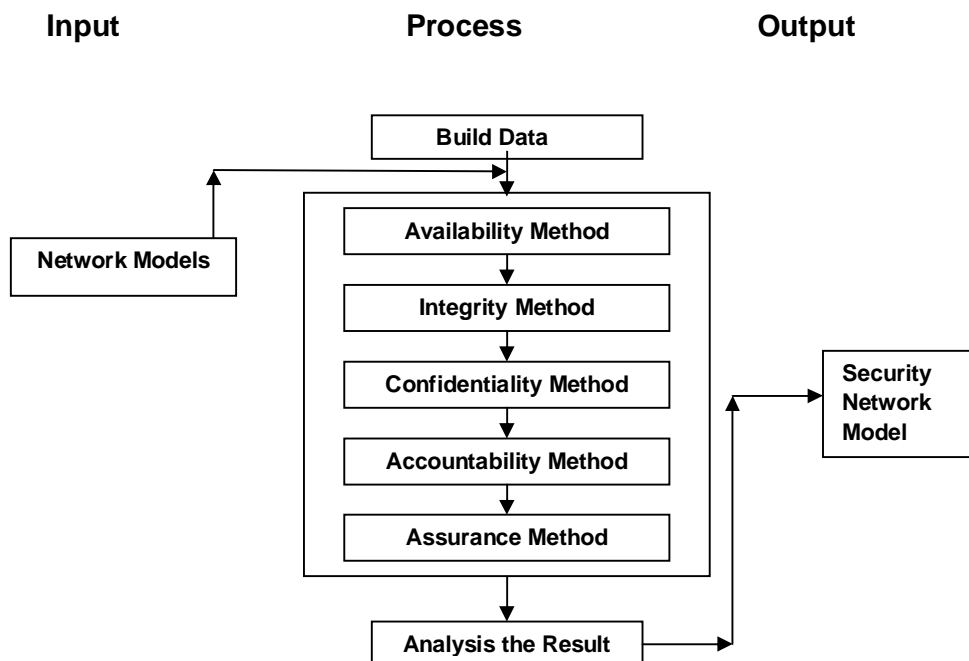 Input Process Output
Build Data
Availability Method
Network Models
Integrity Method
Confidentiality Method
Security
Network
Model
Accountability Method
Assurance Method
Analysis the Result